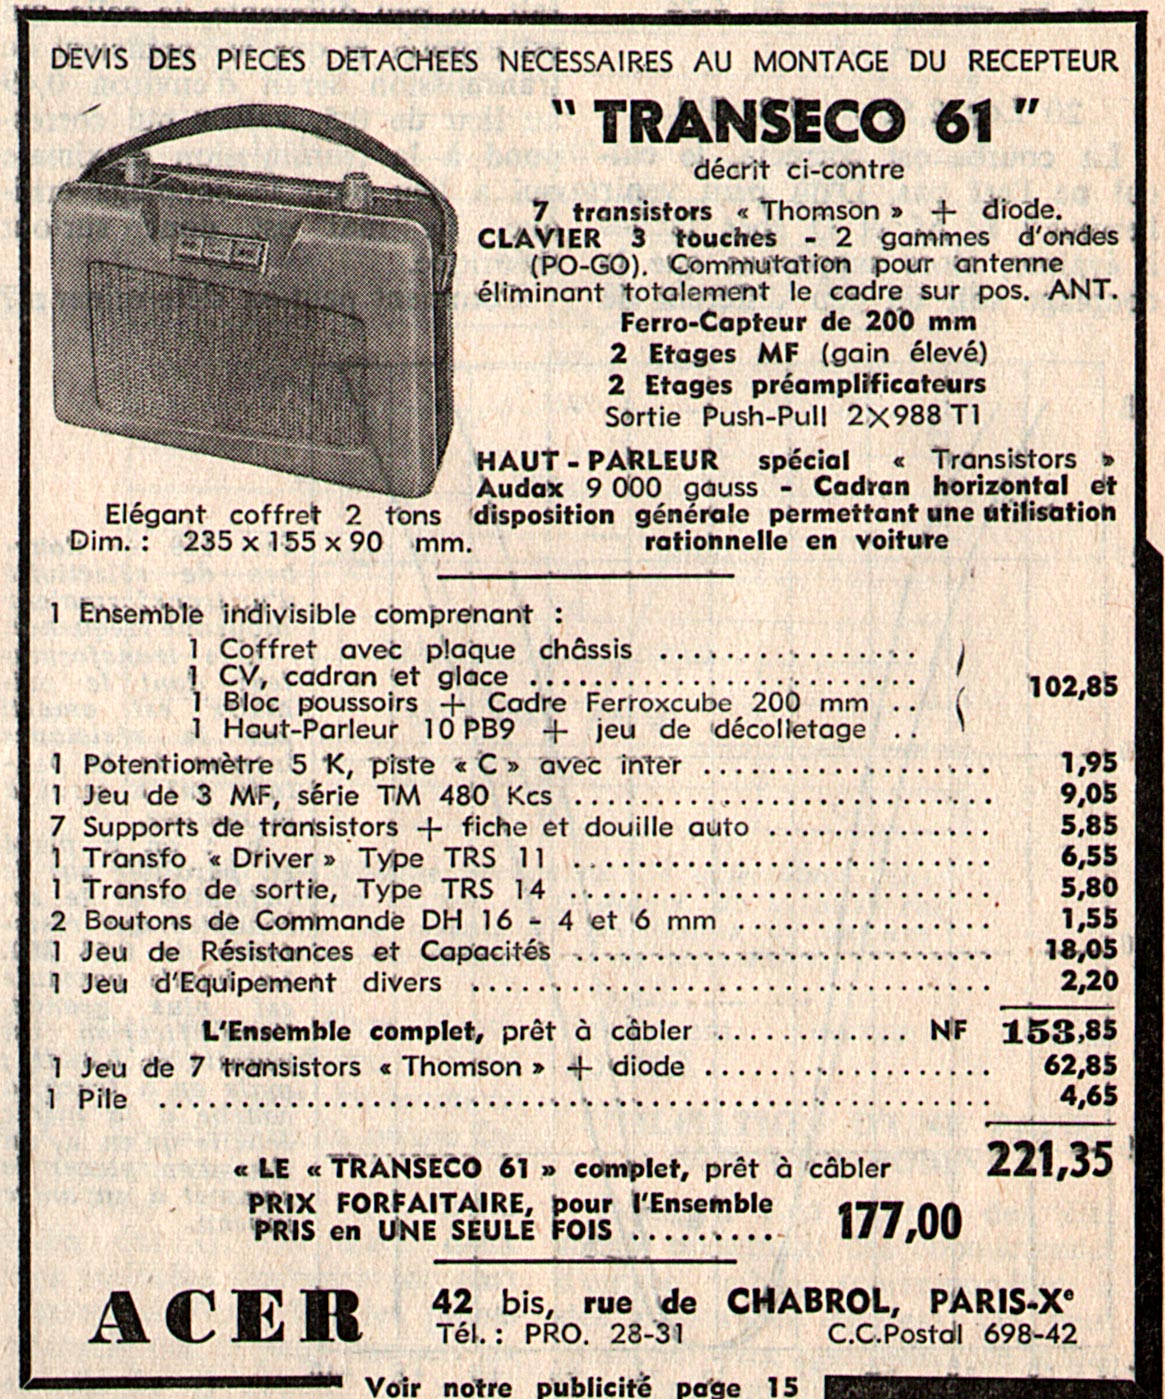 DEVIS DES PIECES DETACHEES NECESSAIRES AU MONTAGE DU RECEPTEUR
" TRANSECO 61 "
décrit ci-contre
7 transistors « Thomson » + diode.
CLAVIER 3 touches - 2 gammes d'ondes
(PO-GO). Commutation pour antenne
éliminant totalement le cadre sur pos. ANT.
Ferro-Capteur de 200 mm
2 Etages MF (gain élevé)
2 Etages préamplificateurs
Sortie Push-Pull 2X988 T1
HAUT - PARLEUR spécial « Transistors »
Audax 9 000 gauss - Cadran horizontal et
disposition générale permettant une utilisation
rationnelle en voiture
Elégant coffret 2 tons
Dim. : 235 x 155 x 90 mm.
1 Ensemble indivisible comprenant :
1 Coffret avec plaque châssis ................
1 CV, cadran et glace ........................
1 Bloc poussoirs + Cadre Ferroxcube 200 mm ..
1 Haut-Parleur 10 PB9 + jeu de décolletage ..
102,85
1 Potentiomètre 5 K, piste « C » avec inter .................. 1,95
1 Jeu de 3 MF, série TM 480 Kcs .......................... 9,05
7 Supports de transistors + fiche et douille auto .............. 5,85
1 Transfo « Driver » Type TRS 11 .......................... 6,55
1 Transfo de sortie, Type TRS 14 .......................... 5,80
2 Boutons de Commande DH 16 - 4 et 6 mm ................ 1,55
1 Jeu de Résistances et Capacités .......................... 18,05
1 Jeu d'Equipement divers ................................ 2,20
L'Ensemble complet, prêt à câbler ............ NF 153,85
1 Jeu de 7 transistors « Thomson » + diode .................. 62,85
1 Pile .................................................... 4,65
« LE « TRANSECO 61 » complet, prêt à câbler 221,35
PRIX FORFAITAIRE, pour l'Ensemble
PRIS en UNE SEULE FOIS .......... 177,00
ACER
42 bis, rue de CHABROL, PARIS-Xe
Tél. : PRO. 28-31 C.C.Postal 698-42
Voir notre publicité page 15